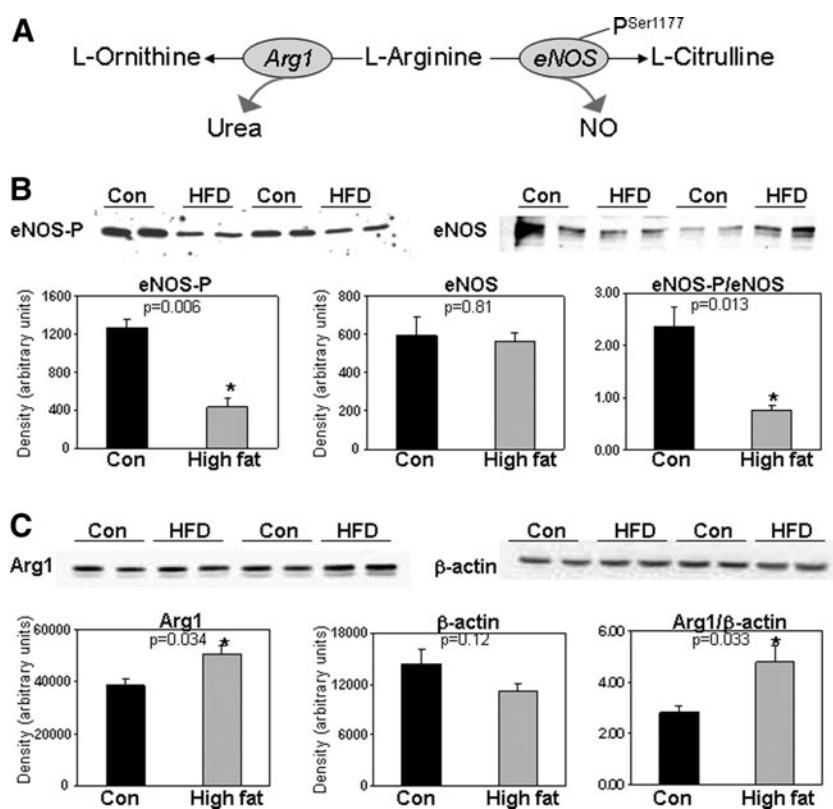 A
PSer1177
L-Ornithine Arg1 L-Arginine eNOS L-Citrulline
Urea NO
B
Con HFD Con HFD
eNOS-P
Con HFD Con HFD
eNOS
eNOS-P
p=0.006
Density (arbitrary units)
1600
1200
800
400
0
*
Con High fat
eNOS
p=0.81
Density (arbitrary units)
800
600
400
200
0
Con High fat
eNOS-P/eNOS
p=0.013
3.00
2.00
1.00
0.00
*
Con High fat
C
Con HFD Con HFD
Arg1
Con HFD Con HFD
β-actin
Arg1
p=0.034
*
Density (arbitrary units)
60000
40000
20000
0
Con High fat
β-actin
p=0.12
Density (arbitrary units)
18000
12000
6000
0
Con High fat
Arg1/β-actin
p=0.033
*
6.00
4.00
2.00
0.00
Con High fat